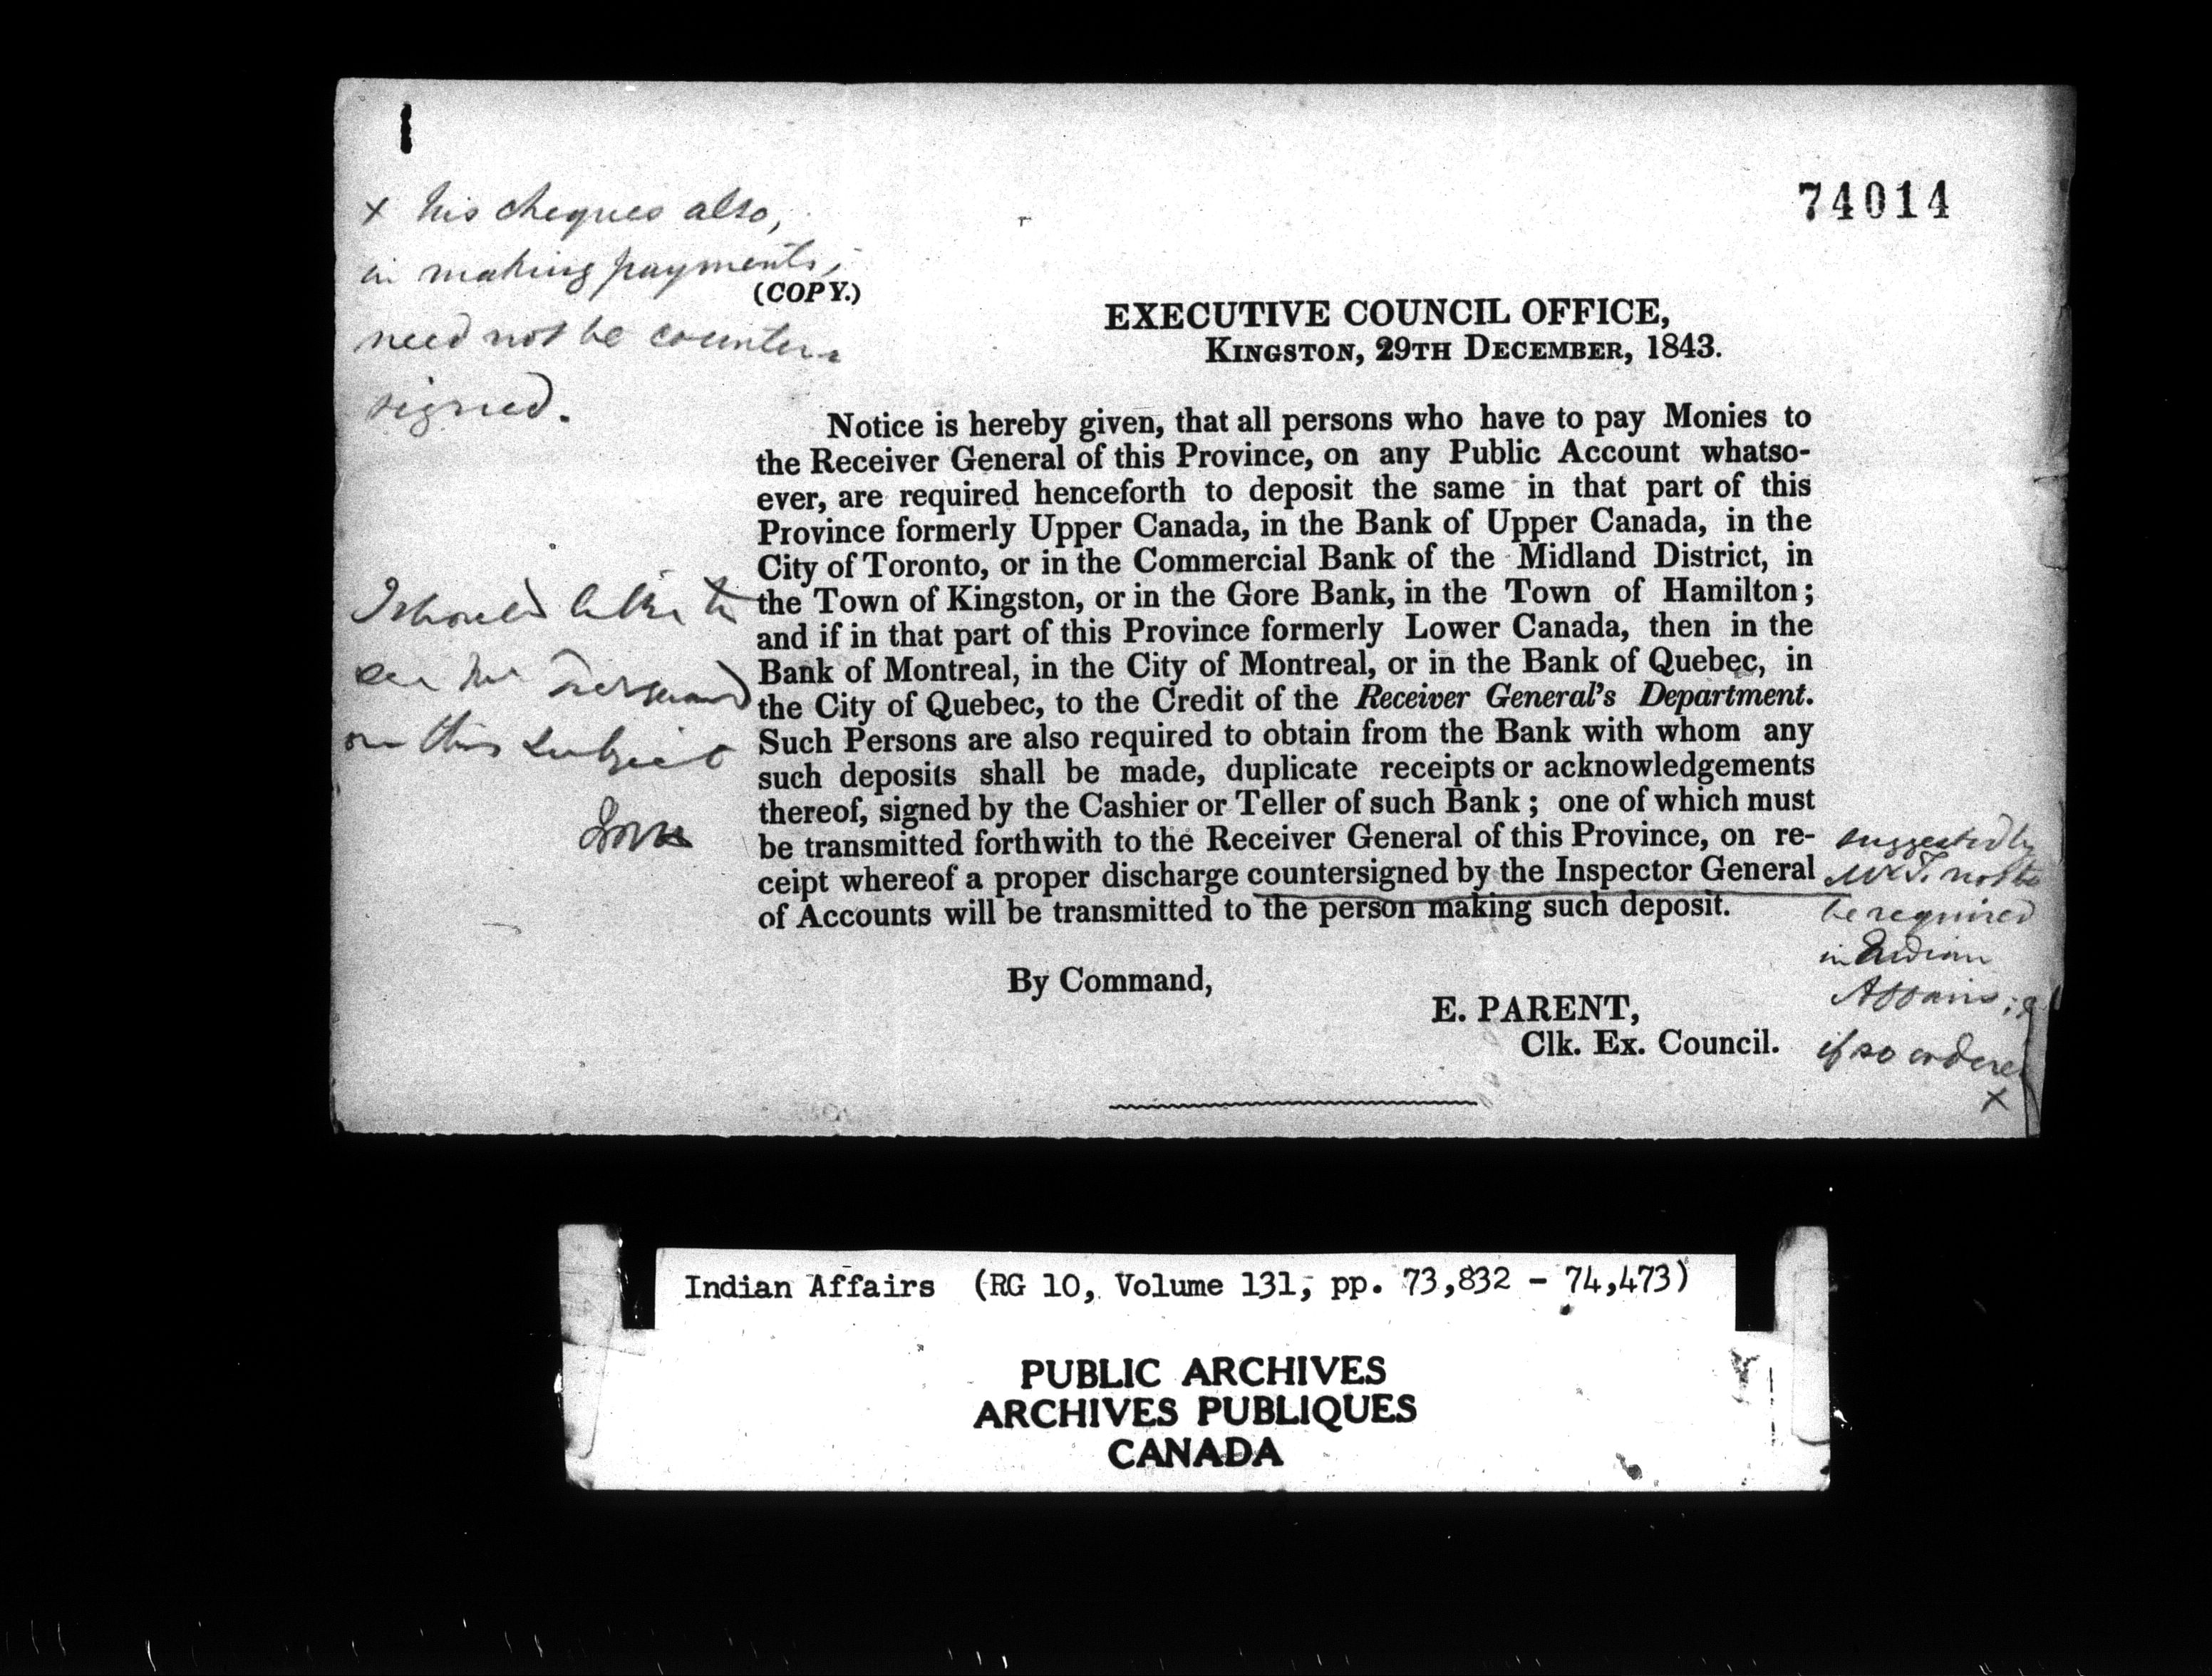 74014
x his cheques also,
in making payments,
need not be counter-
signed.
(COPY.)
EXECUTIVE COUNCIL OFFICE,
KINGSTON, 29TH DECEMBER, 1843.
Notice is hereby given, that all persons who have to pay Monies to
the Receiver General of this Province, on any Public Account whatso-
ever, are required henceforth to deposit the same in that part of this
Province formerly Upper Canada, in the Bank of Upper Canada, in the
City of Toronto, or in the Commercial Bank of the Midland District, in
the Town of Kingston, or in the Gore Bank, in the Town of Hamilton;
and if in that part of this Province formerly Lower Canada, then in the
Bank of Montreal, in the City of Montreal, or in the Bank of Quebec, in
the City of Quebec, to the Credit of the Receiver General's Department.
Such Persons are also required to obtain from the Bank with whom any
such deposits shall be made, duplicate receipts or acknowledgements
thereof, signed by the Cashier or Teller of such Bank; one of which must
be transmitted forthwith to the Receiver General of this Province, on re-
ceipt whereof a proper discharge countersigned by the Inspector General
of Accounts will be transmitted to the person making such deposit.
By Command,
E. PARENT,
Clk. Ex. Council.
I should like to
see Mr
on this subject
suggested by
Mr T. not to
be required
in Indian
Affairs;
if so ordered
x
Indian Affairs (RG 10, Volume 131, pp. 73,832 - 74,473)
PUBLIC ARCHIVES
ARCHIVES PUBLIQUES
CANADA